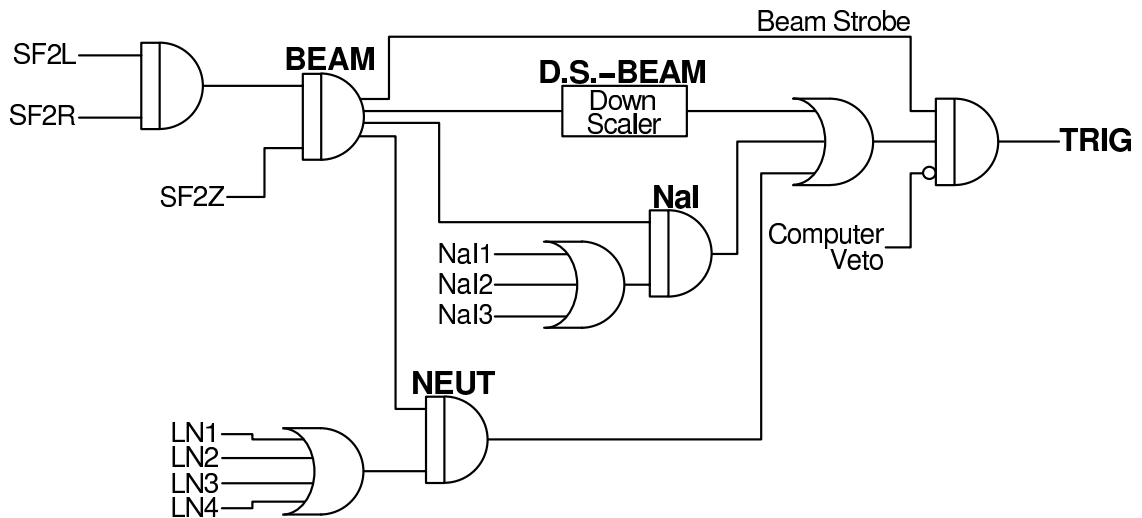 Beam Strobe
SF2L
BEAM
D.S.−BEAM
Down
Scaler
SF2R
TRIG
SF2Z
NaI
Computer
Veto
NaI1
NaI2
NaI3
NEUT
LN1
LN2
LN3
LN4